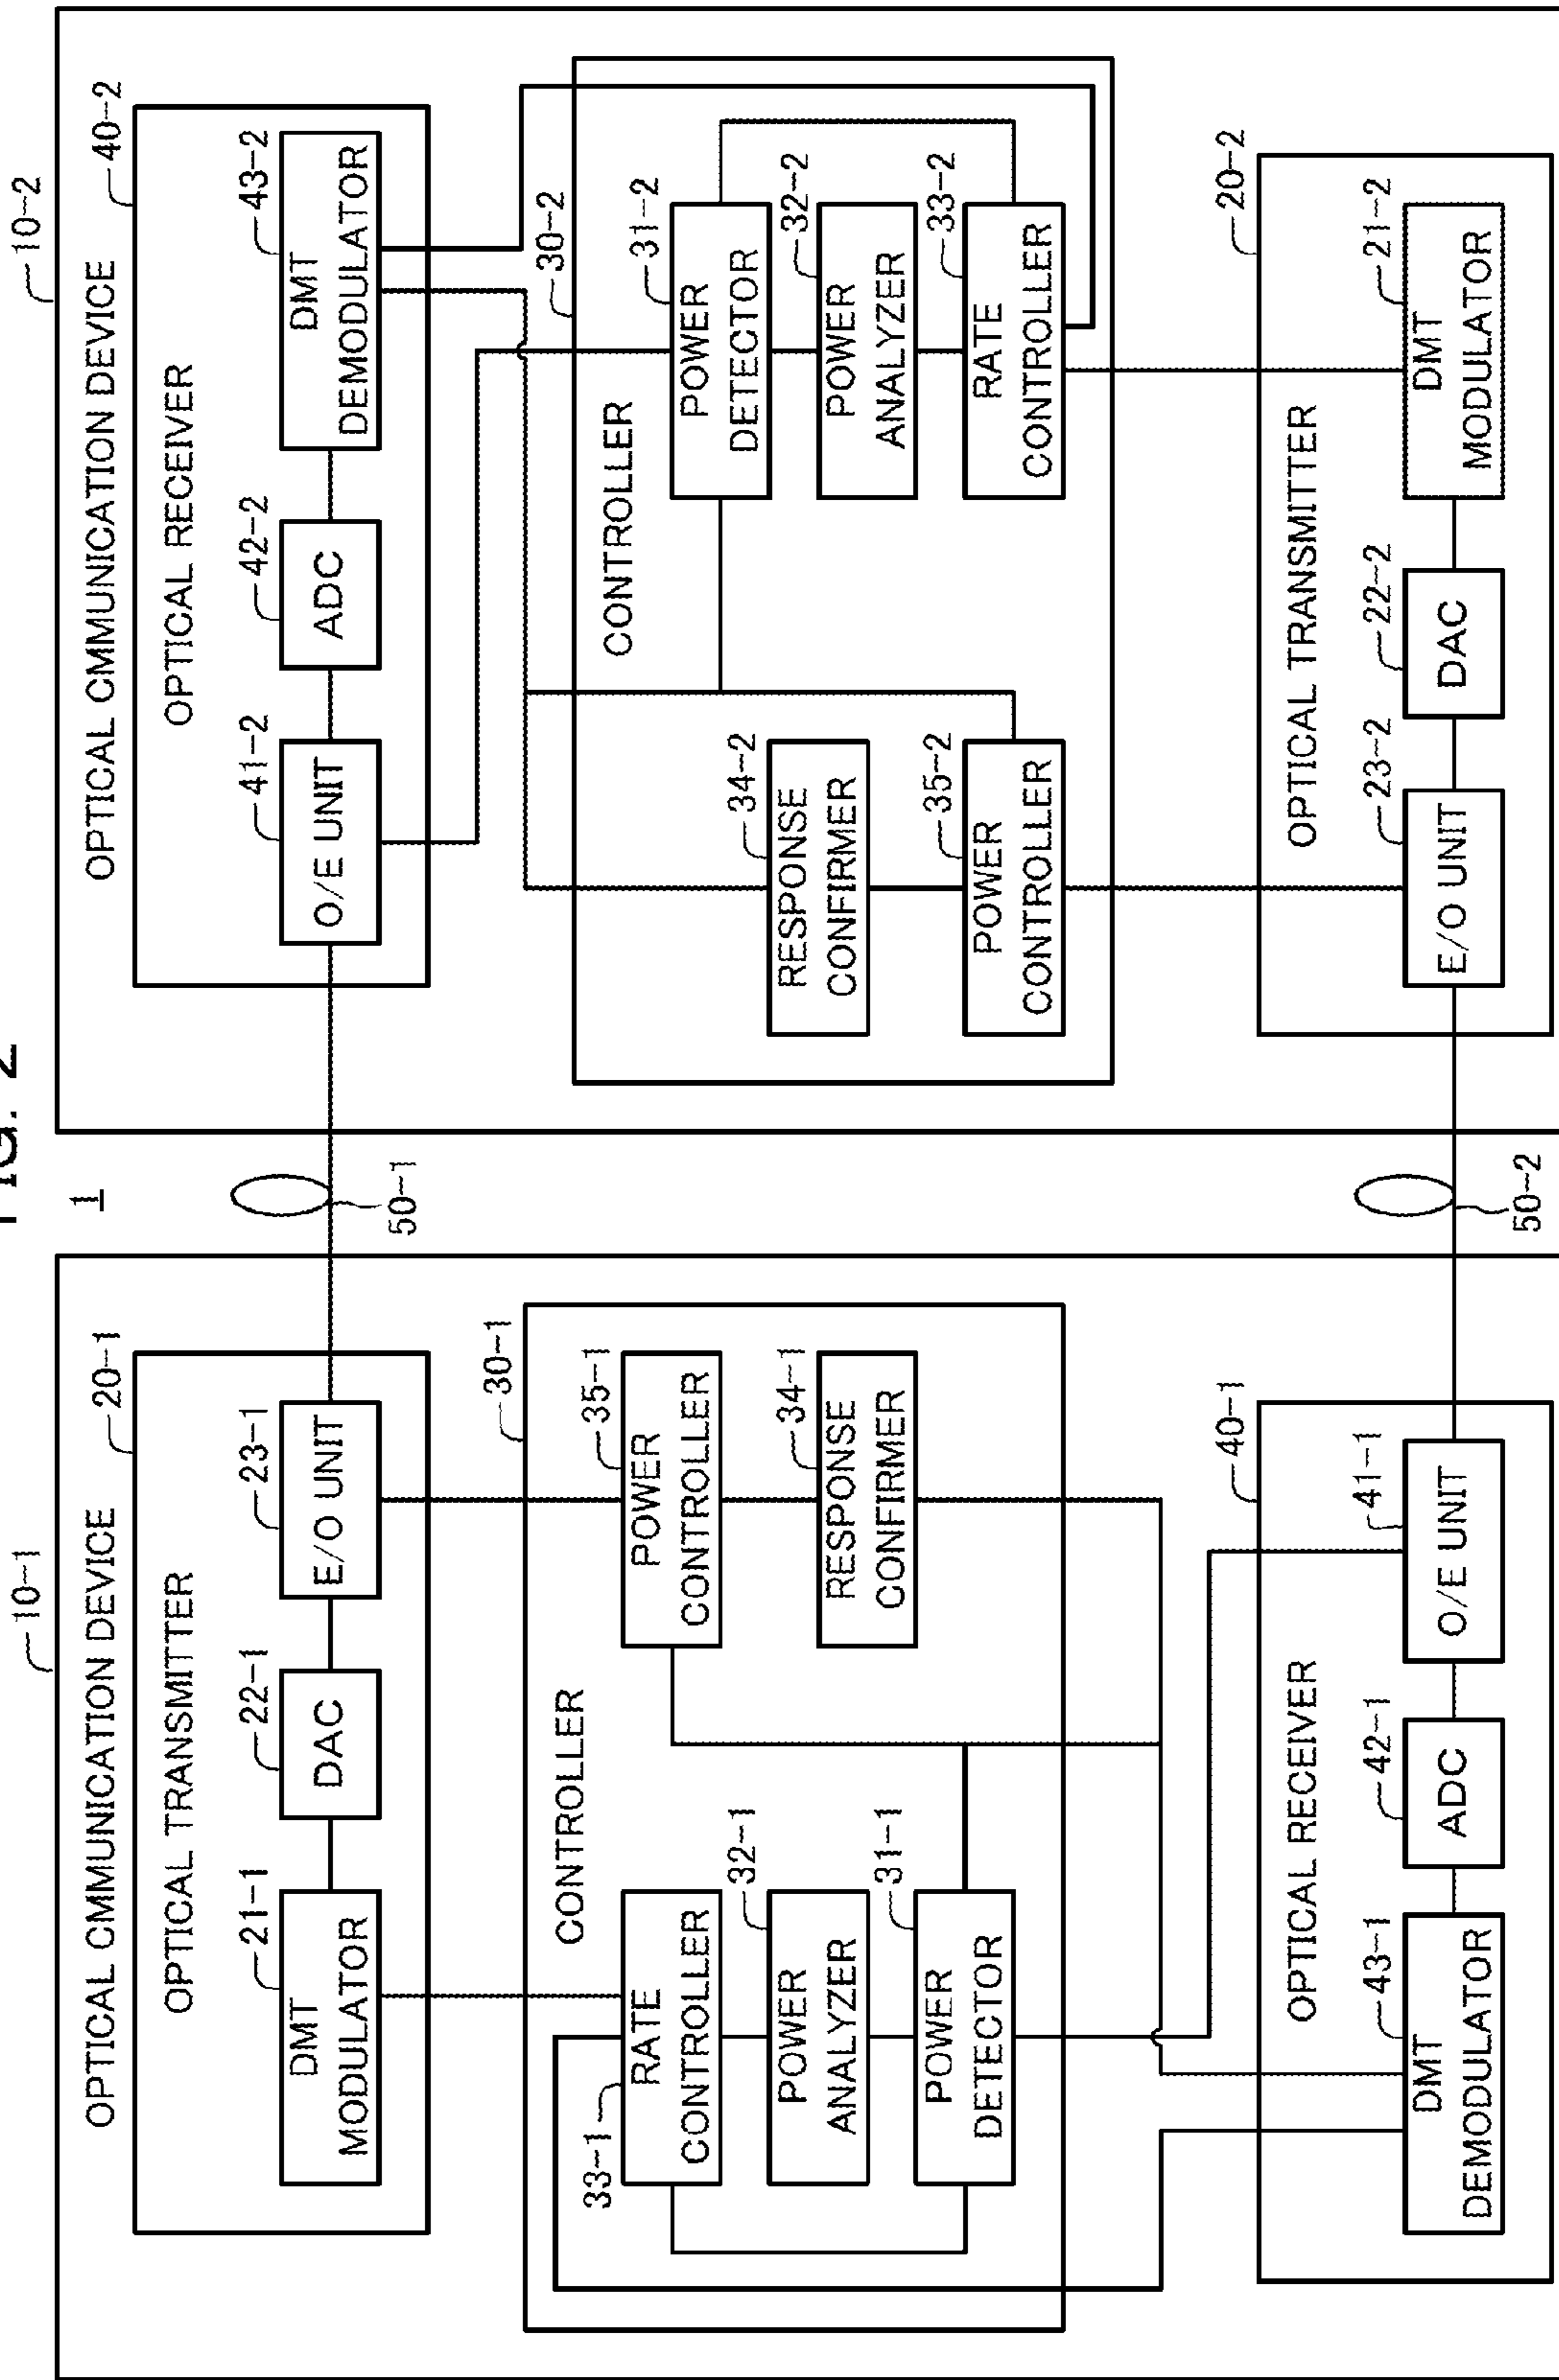 FIG. 2
1
10-1
OPTICAL CMMUNICATION DEVICE
20-1
OPTICAL TRANSMITTER
21-1
DMT
MODULATOR
22-1
DAC
23-1
E/O UNIT
30-1
CONTROLLER
33-1
RATE
CONTROLLER
32-1
POWER
ANALYZER
31-1
POWER
DETECTOR
35-1
POWER
CONTROLLER
34-1
RESPONSE
CONFIRMER
40-1
OPTICAL RECEIVER
43-1
DMT
DEMODULATOR
42-1
ADC
41-1
O/E UNIT
50-1
50-2
10-2
OPTICAL CMMUNICATION DEVICE
40-2
OPTICAL RECEIVER
41-2
O/E UNIT
42-2
ADC
43-2
DMT
DEMODULATOR
30-2
CONTROLLER
34-2
RESPONSE
CONFIRMER
35-2
POWER
CONTROLLER
31-2
POWER
DETECTOR
32-2
POWER
ANALYZER
33-2
RATE
CONTROLLER
20-2
OPTICAL TRANSMITTER
23-2
E/O UNIT
22-2
DAC
21-2
DMT
MODULATOR